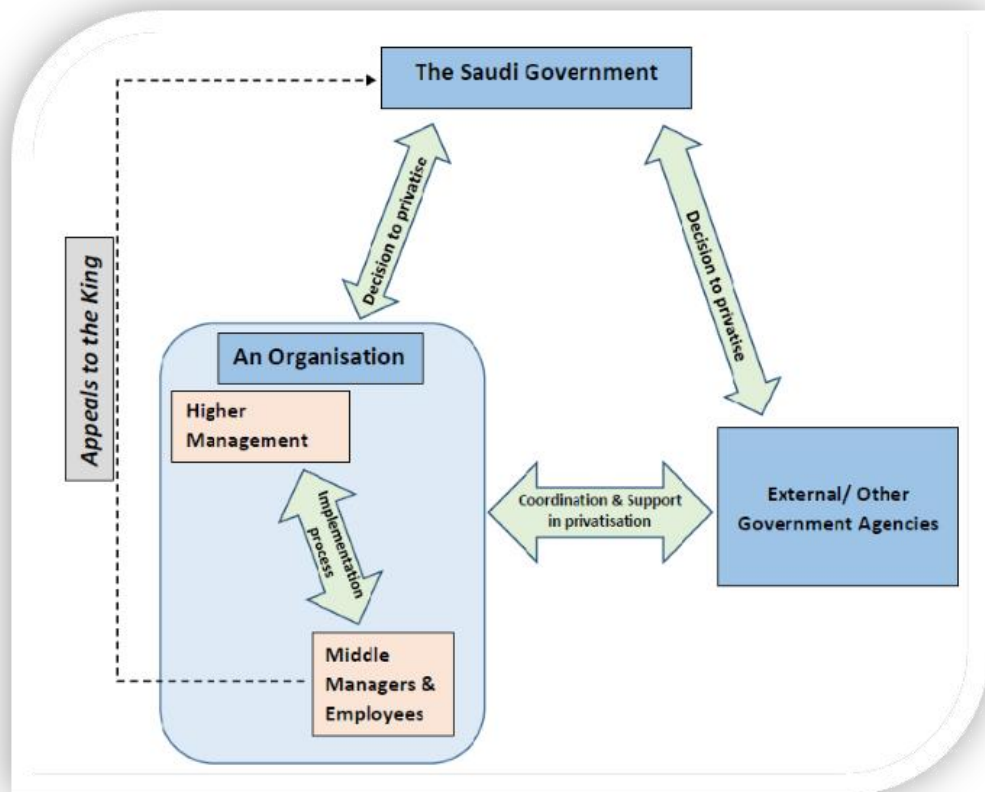 The Saudi Government
Decision to privatise
Decision to privatise
Appeals to the King
An Organisation
Higher
Management
Implementation
process
Coordination & Support
in privatisation
External/ Other
Government Agencies
Middle
Managers &
Employees